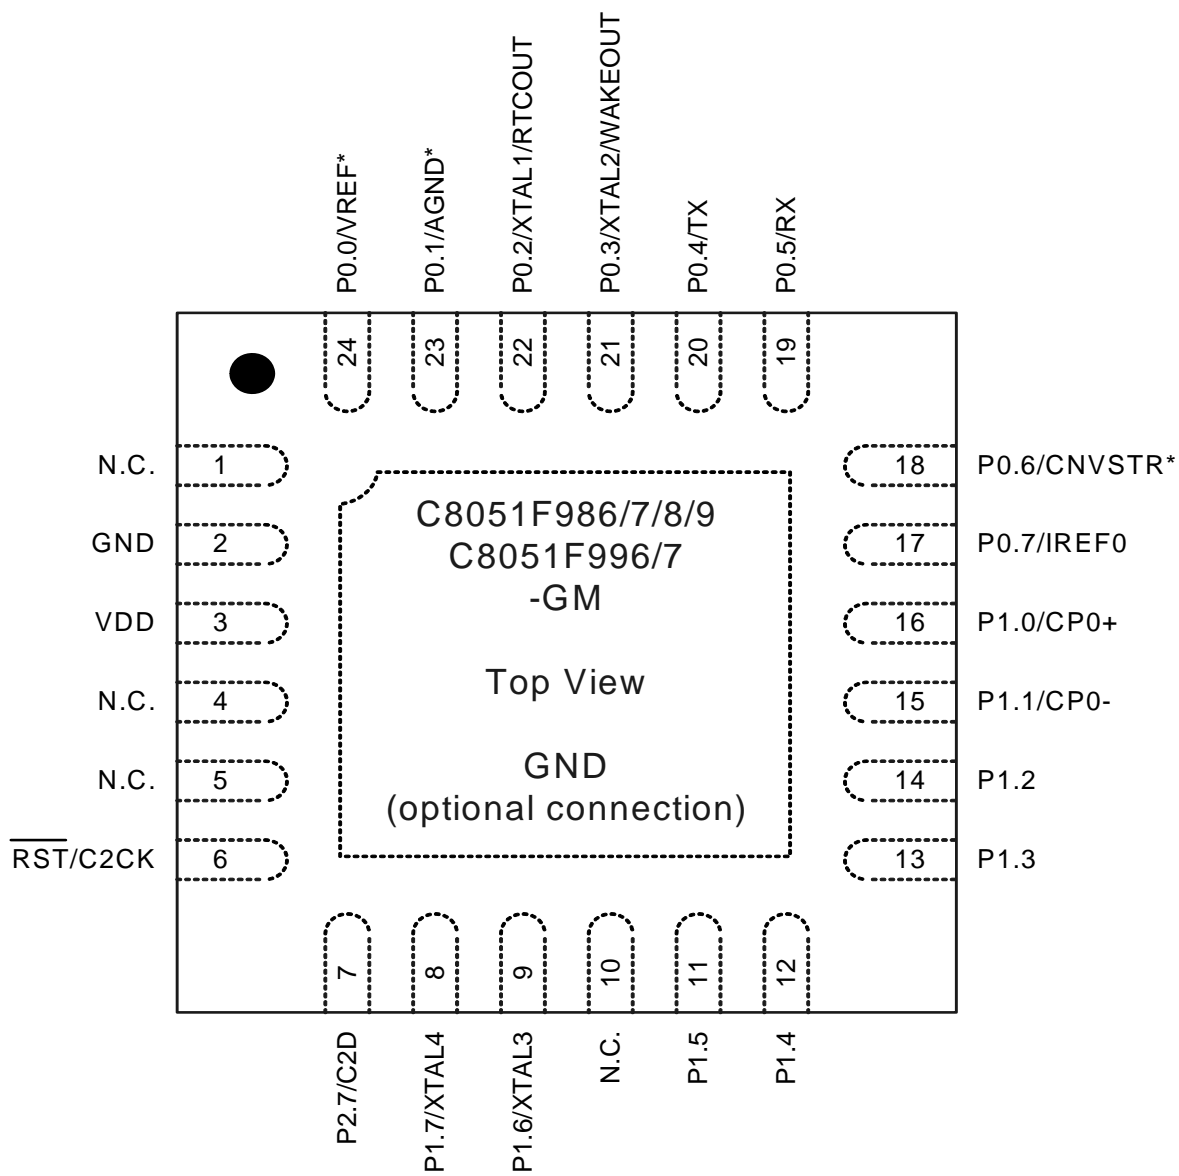 P0.0/VREF*
P0.1/AGND*
P0.2/XTAL1/RTCOUT
P0.3/XTAL2/WAKEOUT
P0.4/TX
P0.5/RX
24
23
22
21
20
19
N.C.
1
GND
2
VDD
3
N.C.
4
N.C.
5
RST/C2CK
6
C8051F986/7/8/9
C8051F996/7
-GM
Top View
GND
(optional connection)
18
P0.6/CNVSTR*
17
P0.7/IREF0
16
P1.0/CP0+
15
P1.1/CP0-
14
P1.2
13
P1.3
7
8
9
10
11
12
P2.7/C2D
P1.7/XTAL4
P1.6/XTAL3
N.C.
P1.5
P1.4